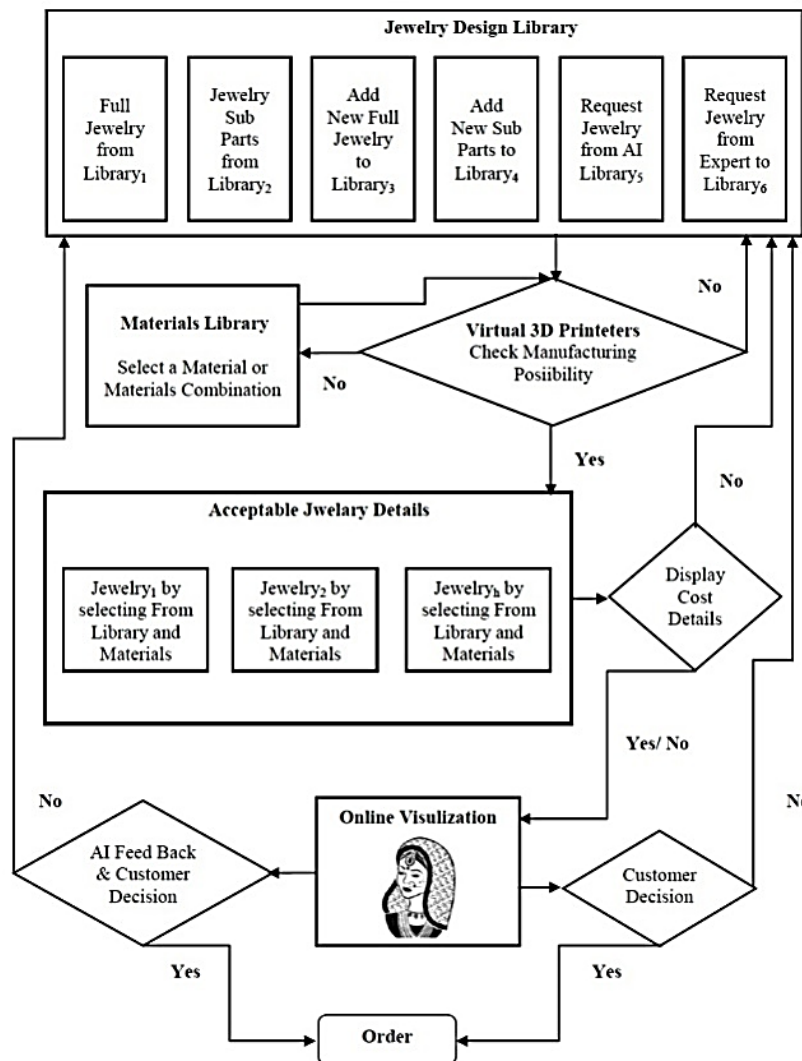 Jewelry Design Library
Full
Jewelry
from
Library₁
Jewelry
Sub
Parts
from
Library₂
Add
New Full
Jewelry
to
Library₃
Add
New Sub
Parts to
Library₄
Request
Jewelry
from AI
Library₅
Request
Jewelry
from
Expert to
Library₆
Materials Library
Select a Material or
Materials Combination
No
Virtual 3D Printeters
Check Manufacturing
Posiibility
No
Yes
Acceptable Jwelary Details
Jewelry₁ by
selecting From
Library and
Materials
Jewelry₂ by
selecting From
Library and
Materials
Jewelryₕ by
selecting From
Library and
Materials
No
Display
Cost
Details
Yes/ No
No
AI Feed Back
& Customer
Decision
Online Visulization
Customer
Decision
No
Yes
Yes
Order